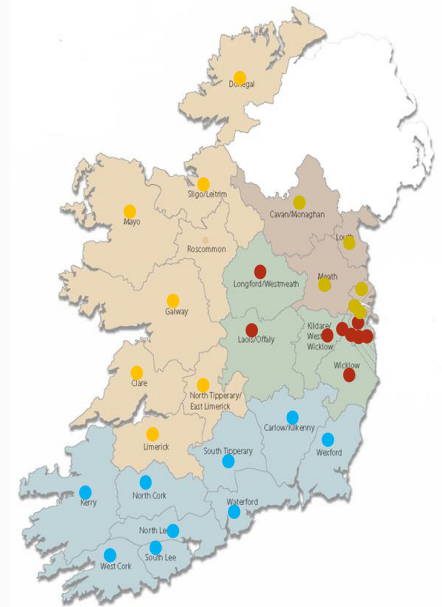 Donegal
Sligo/Leitrim
Mayo
Cavan/Monaghan
Louth
Roscommon
Meath
Longford/Westmeath
Galway
Kildare/
West
Wicklow
Laois/Offaly
Wicklow
Clare
North Tipperary/
East Limerick
Limerick
Carlow/Kilkenny
South Tipperary
Wexford
Kerry
North Cork
Waterford
North Lee
South Lee
West Cork